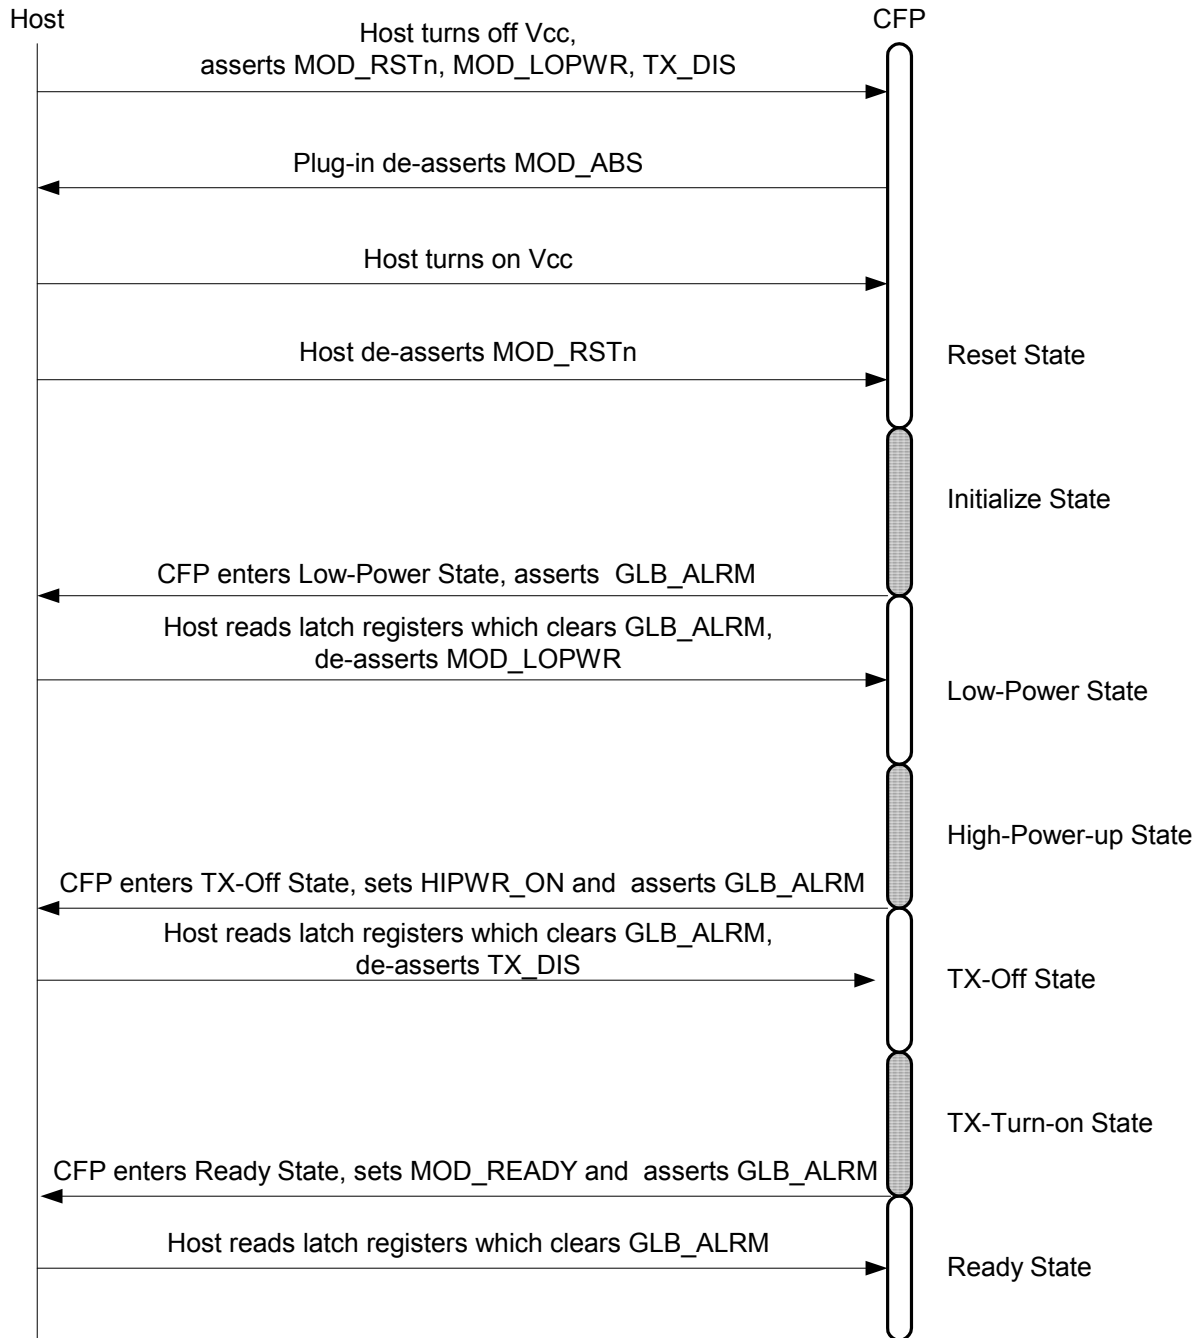 Host
CFP
Host turns off Vcc,
asserts MOD_RSTn, MOD_LOPWR, TX_DIS
Plug-in de-asserts MOD_ABS
Host turns on Vcc
Host de-asserts MOD_RSTn
Reset State
Initialize State
CFP enters Low-Power State, asserts  GLB_ALRM
Host reads latch registers which clears GLB_ALRM,
de-asserts MOD_LOPWR
Low-Power State
High-Power-up State
CFP enters TX-Off State, sets HIPWR_ON and  asserts GLB_ALRM
Host reads latch registers which clears GLB_ALRM,
de-asserts TX_DIS
TX-Off State
TX-Turn-on State
CFP enters Ready State, sets MOD_READY and  asserts GLB_ALRM
Host reads latch registers which clears GLB_ALRM
Ready State